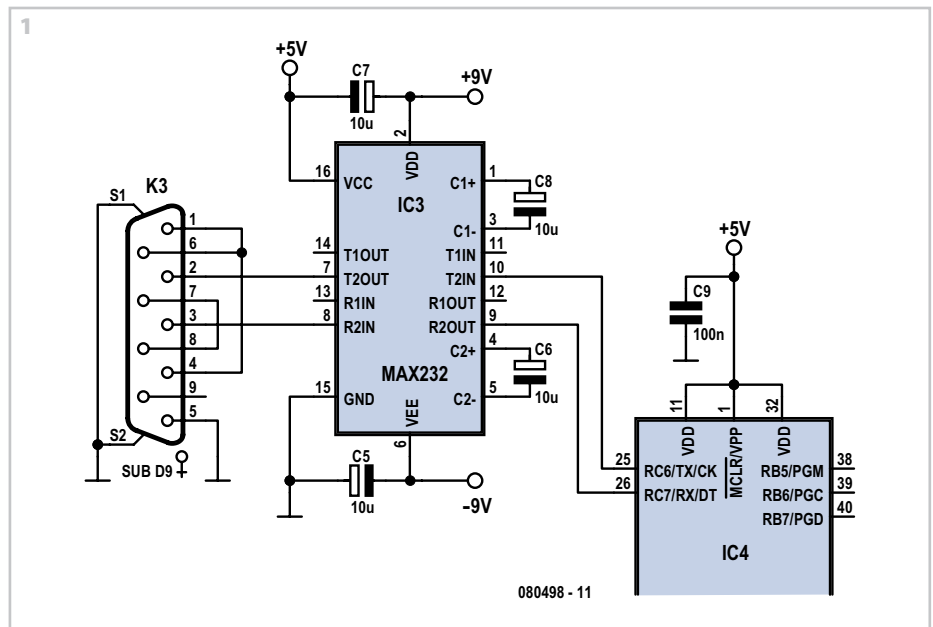 1
+5V
C7
10u
+9V
2
VDD
16
VCC
IC3
C1+
1
C8
10u
C1-
3
14
T1OUT
T1IN
11
7
T2OUT
T2IN
10
13
R1IN
R1OUT
12
8
R2IN
R2OUT
9
C2+
4
C6
10u
MAX232
15
GND
C2-
5
VEE
6
C5
10u
-9V
K3
S1
1
6
2
7
3
8
4
9
5
S2
SUB D9
+5V
C9
100n
11
1
32
VDD
MCLR/VPP
VDD
25
RC6/TX/CK
RB5/PGM
38
26
RC7/RX/DT
RB6/PGC
39
RB7/PGD
40
IC4
080498 - 11